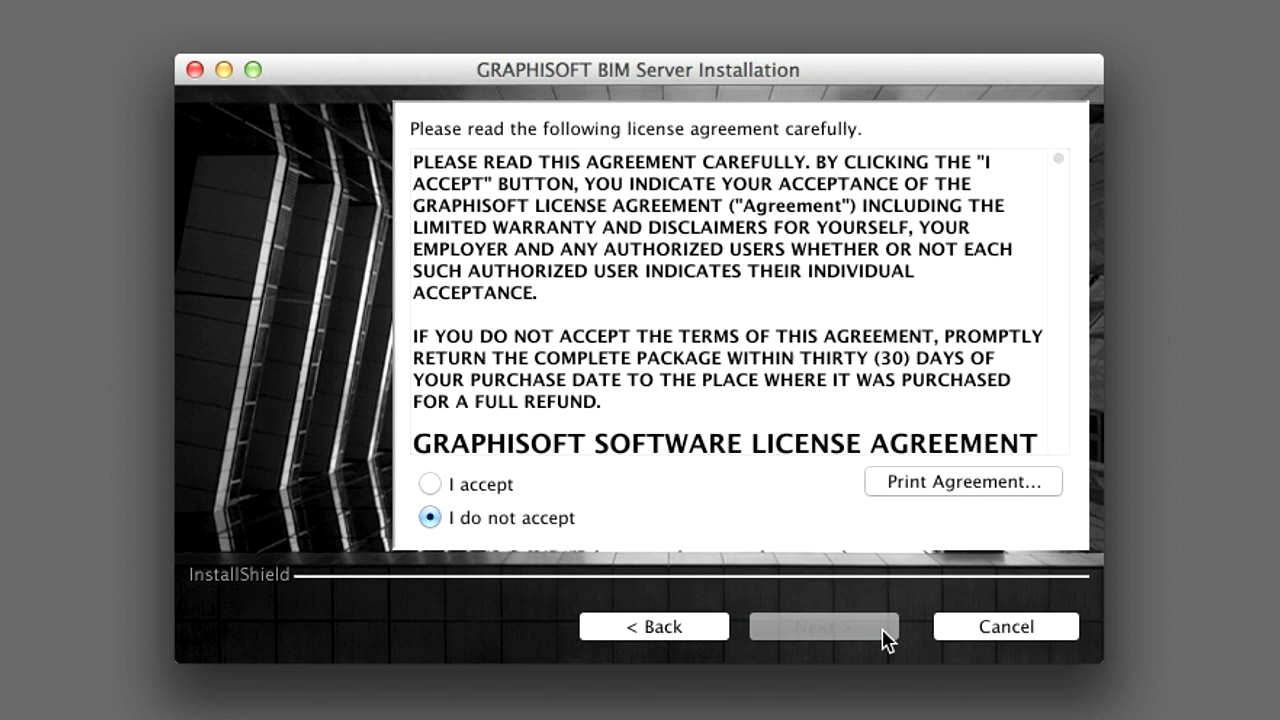 GRAPHISOFT BIM Server Installation
Please read the following license agreement carefully.
PLEASE READ THIS AGREEMENT CAREFULLY. BY CLICKING THE "I
ACCEPT" BUTTON, YOU INDICATE YOUR ACCEPTANCE OF THE
GRAPHISOFT LICENSE AGREEMENT ("Agreement") INCLUDING THE
LIMITED WARRANTY AND DISCLAIMERS FOR YOURSELF, YOUR
EMPLOYER AND ANY AUTHORIZED USERS WHETHER OR NOT EACH
SUCH AUTHORIZED USER INDICATES THEIR INDIVIDUAL
ACCEPTANCE.
IF YOU DO NOT ACCEPT THE TERMS OF THIS AGREEMENT, PROMPTLY
RETURN THE COMPLETE PACKAGE WITHIN THIRTY (30) DAYS OF
YOUR PURCHASE DATE TO THE PLACE WHERE IT WAS PURCHASED
FOR A FULL REFUND.
GRAPHISOFT SOFTWARE LICENSE AGREEMENT
I accept
Print Agreement...
I do not accept
InstallShield
< Back
Next >
Cancel